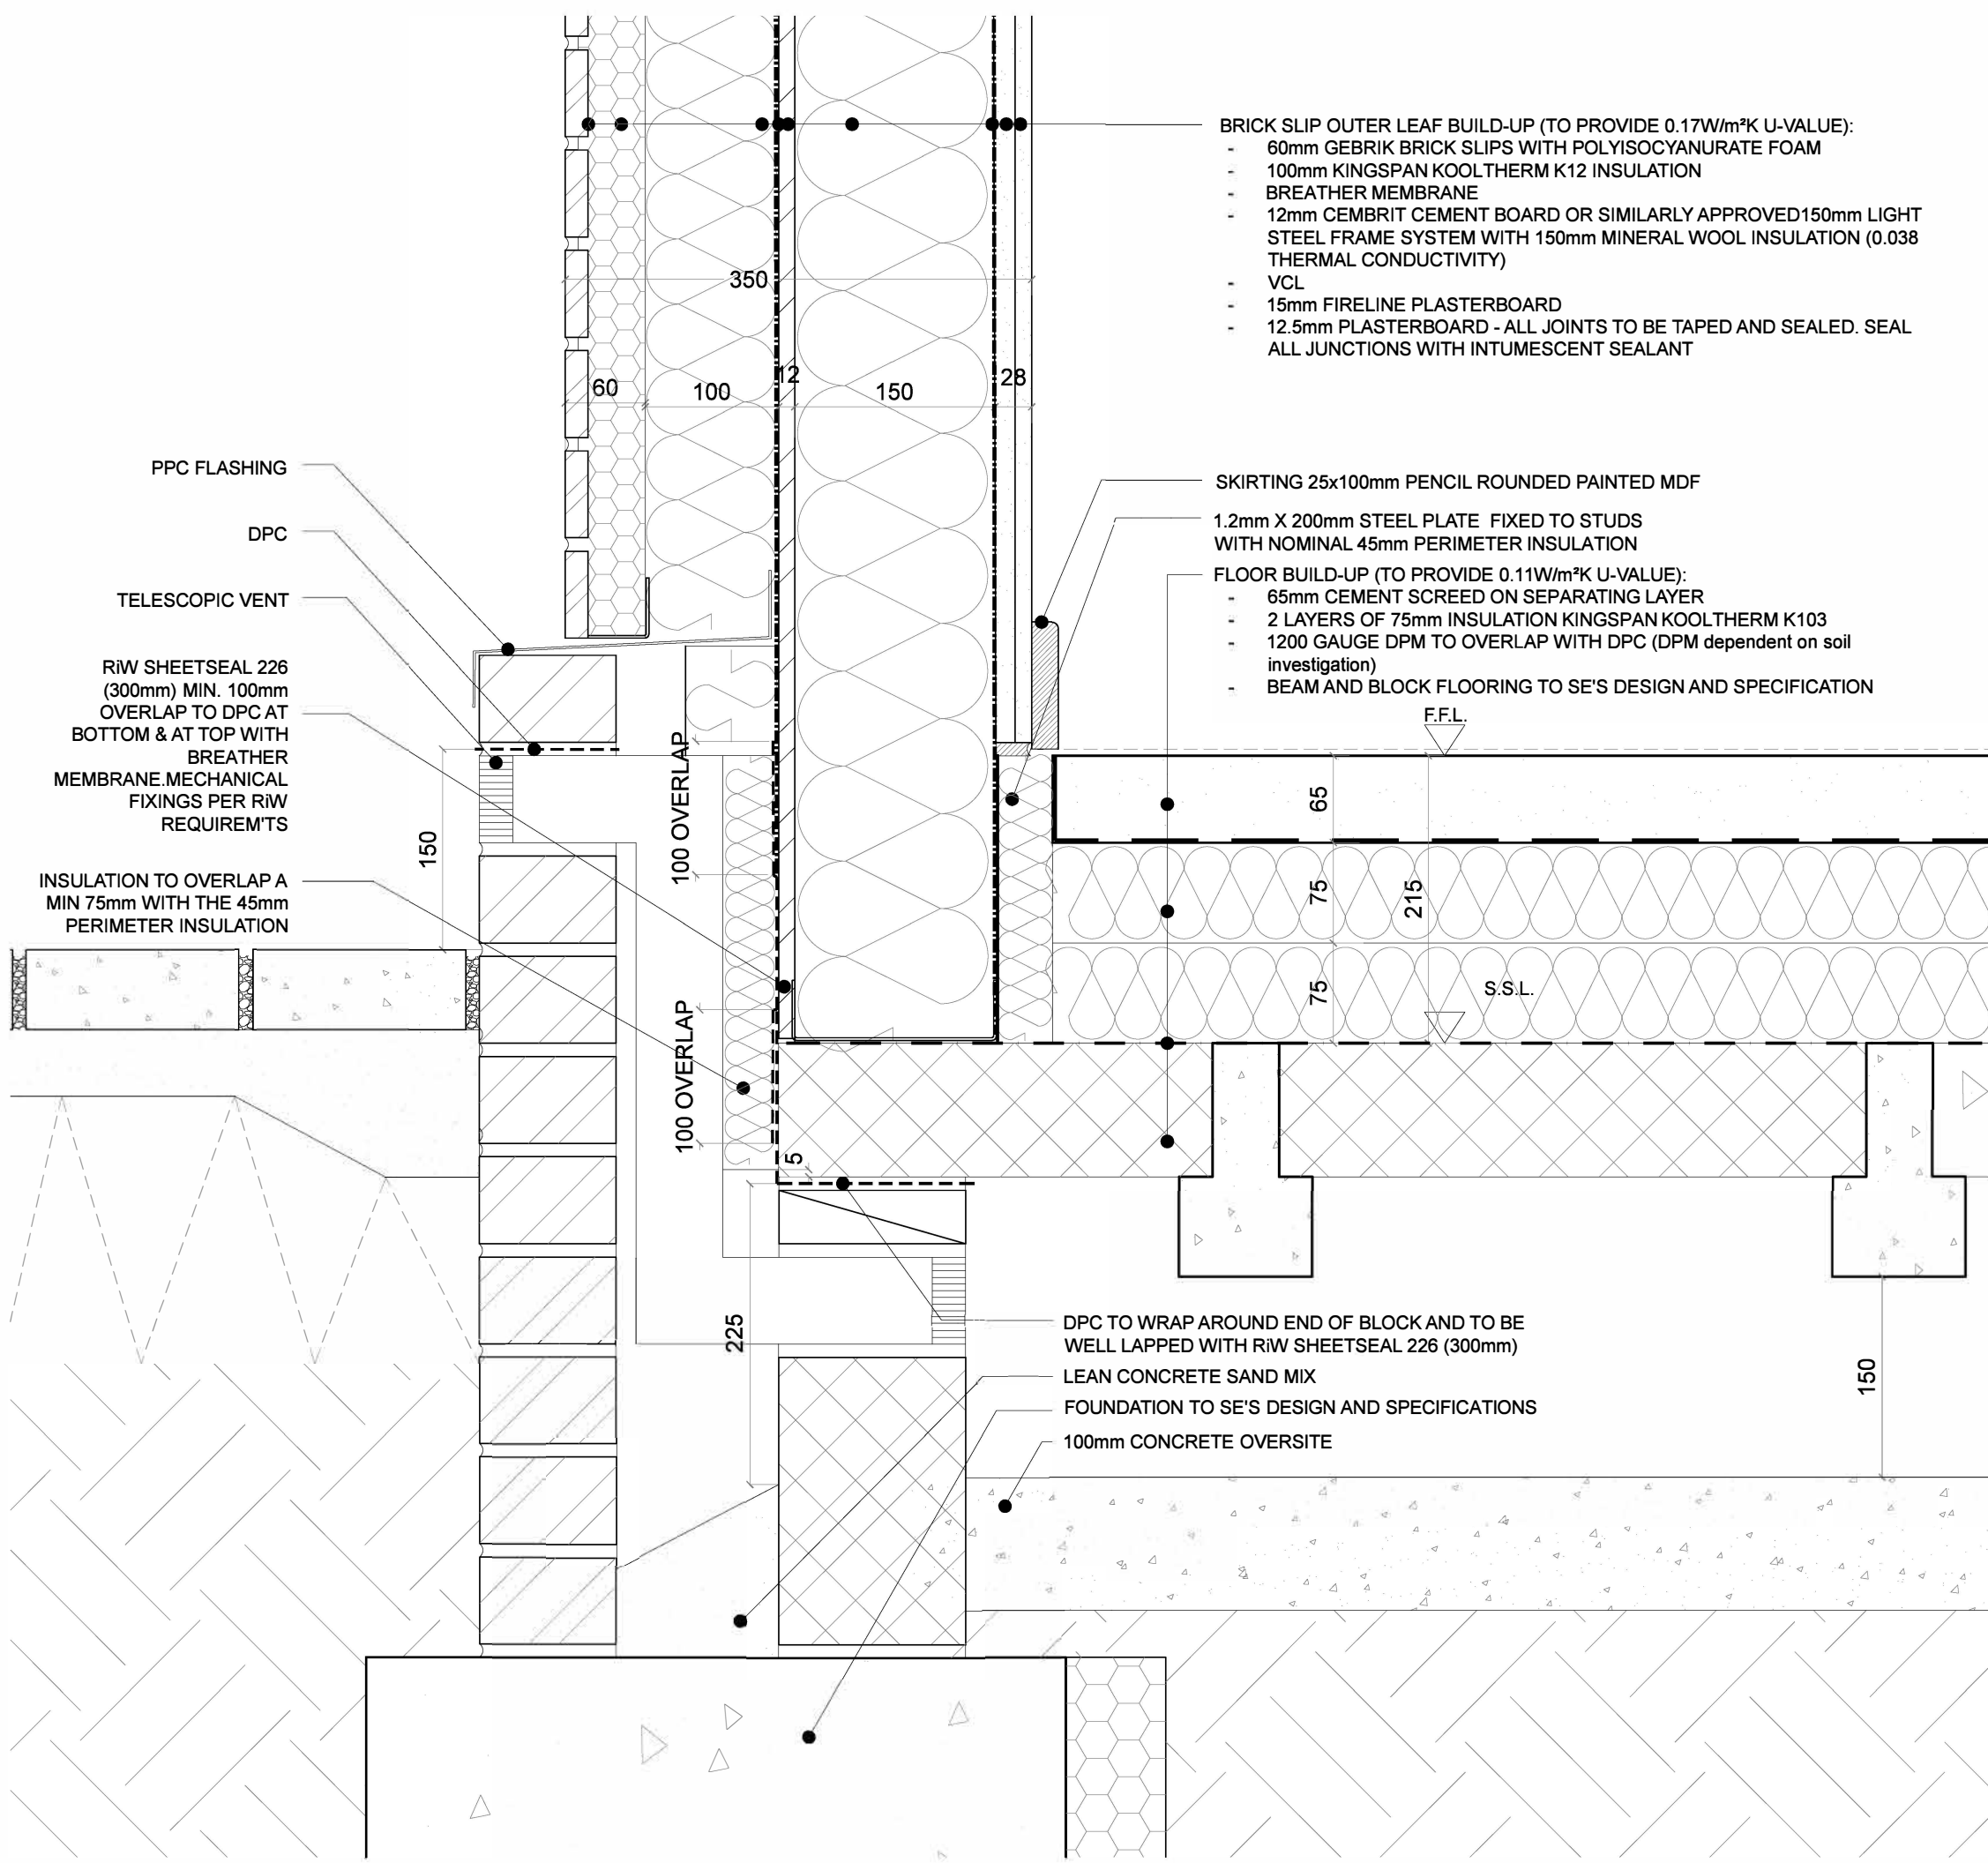 BRICK SLIP OUTER LEAF BUILD-UP (TO PROVIDE 0.17W/m²K U-VALUE):
- 60mm GEBRIK BRICK SLIPS WITH POLYISOCYANURATE FOAM
- 100mm KINGSPAN KOOLTHERM K12 INSULATION
- BREATHER MEMBRANE
- 12mm CEMBRIT CEMENT BOARD OR SIMILARLY APPROVED150mm LIGHT
STEEL FRAME SYSTEM WITH 150mm MINERAL WOOL INSULATION (0.038
THERMAL CONDUCTIVITY)
- VCL
- 15mm FIRELINE PLASTERBOARD
- 12.5mm PLASTERBOARD - ALL JOINTS TO BE TAPED AND SEALED. SEAL
ALL JUNCTIONS WITH INTUMESCENT SEALANT
350
60
100
12
150
28
PPC FLASHING
DPC
TELESCOPIC VENT
RiW SHEETSEAL 226
(300mm) MIN. 100mm
OVERLAP TO DPC AT
BOTTOM & AT TOP WITH
BREATHER
MEMBRANE.MECHANICAL
FIXINGS PER RiW
REQUIREM'TS
INSULATION TO OVERLAP A
MIN 75mm WITH THE 45mm
PERIMETER INSULATION
150
100 OVERLAP
100 OVERLAP
5
225
SKIRTING 25x100mm PENCIL ROUNDED PAINTED MDF
1.2mm X 200mm STEEL PLATE FIXED TO STUDS
WITH NOMINAL 45mm PERIMETER INSULATION
FLOOR BUILD-UP (TO PROVIDE 0.11W/m²K U-VALUE):
- 65mm CEMENT SCREED ON SEPARATING LAYER
- 2 LAYERS OF 75mm INSULATION KINGSPAN KOOLTHERM K103
- 1200 GAUGE DPM TO OVERLAP WITH DPC (DPM dependent on soil
investigation)
- BEAM AND BLOCK FLOORING TO SE'S DESIGN AND SPECIFICATION
F.F.L.
65
75
215
75
S.S.L.
DPC TO WRAP AROUND END OF BLOCK AND TO BE
WELL LAPPED WITH RiW SHEETSEAL 226 (300mm)
LEAN CONCRETE SAND MIX
FOUNDATION TO SE'S DESIGN AND SPECIFICATIONS
100mm CONCRETE OVERSITE
150